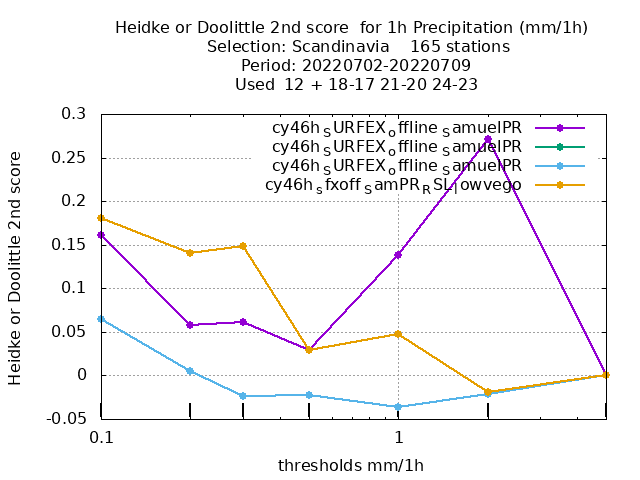 Heidke or Doolittle 2nd score  for 1h Precipitation (mm/1h)
Selection: Scandinavia    165 stations
Period: 20220702-20220709
Used  12 + 18-17 21-20 24-23
cy46h_SURFEX_offline_SamuelPR
cy46h_SURFEX_offline_SamuelPR
cy46h_SURFEX_offline_SamuelPR
cy46h_sfxoff_SamPR_RSL_lowvego
0.3
0.25
0.2
0.15
0.1
0.05
0
-0.05
0.1
1
Heidke or Doolittle 2nd score
thresholds mm/1h